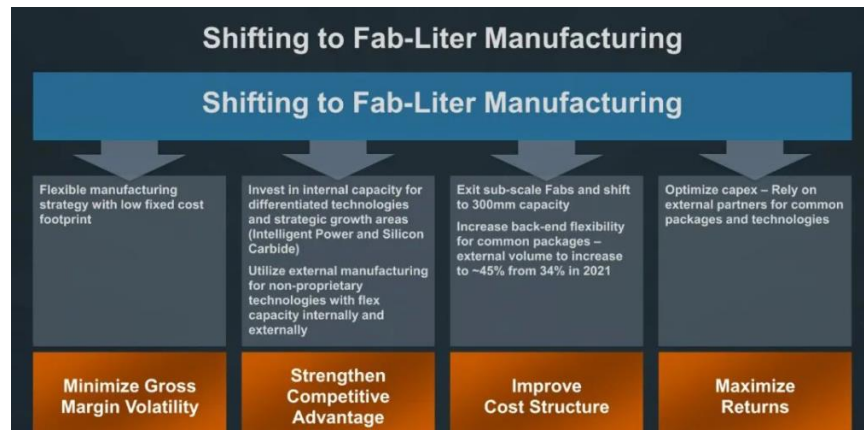 Shifting to Fab-Liter Manufacturing
Shifting to Fab-Liter Manufacturing
Flexible manufacturing
strategy with low fixed cost
footprint
Invest in internal capacity for
differentiated technologies
and strategic growth areas
(Intelligent Power and Silicon
Carbide)
Utilize external manufacturing
for non-proprietary
technologies with flex
capacity internally and
externally
Exit sub-scale Fabs and shift
to 300mm capacity
Increase back-end flexibility
for common packages –
external volume to increase
to ~45% from 34% in 2021
Optimize capex – Rely on
external partners for common
packages and technologies
Minimize Gross
Margin Volatility
Strengthen
Competitive
Advantage
Improve
Cost Structure
Maximize
Returns